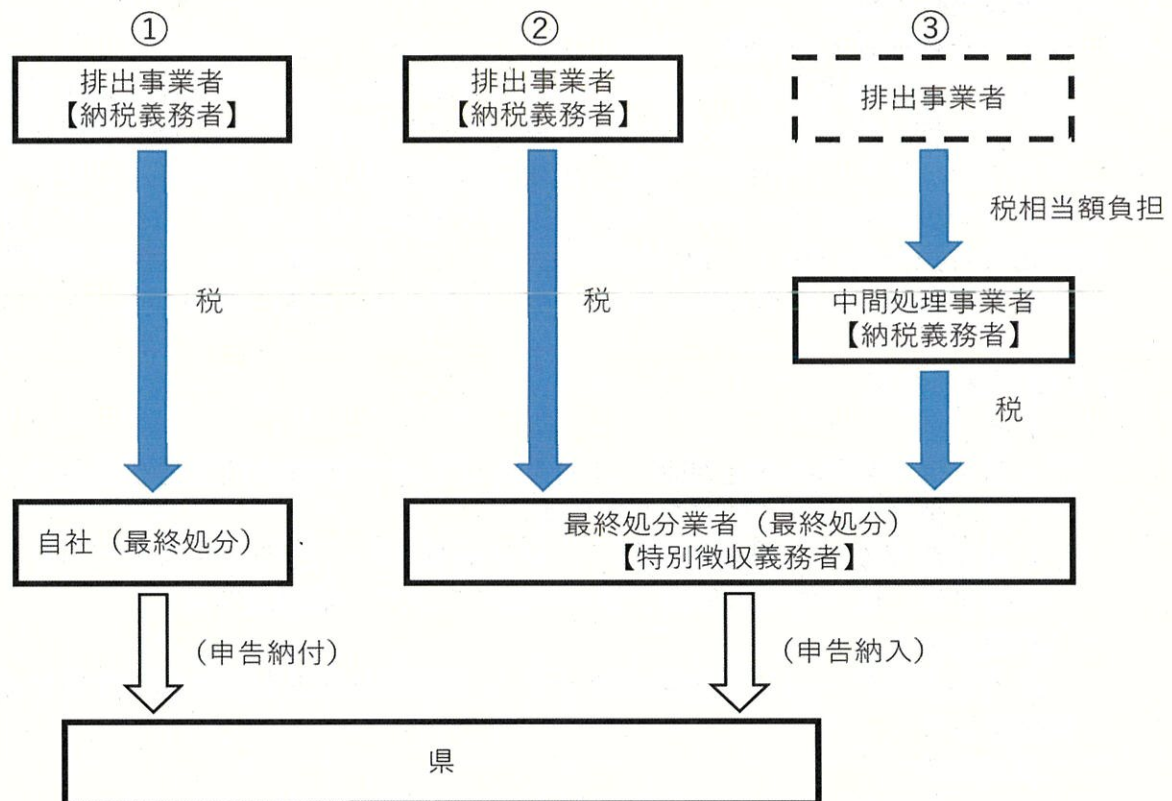 ①
排出事業者
【納税義務者】
税
自社（最終処分）
（申告納付）
②
排出事業者
【納税義務者】
税
③
排出事業者
税相当額負担
中間処理事業者
【納税義務者】
税
最終処分業者（最終処分）
【特別徴収義務者】
（申告納入）
県